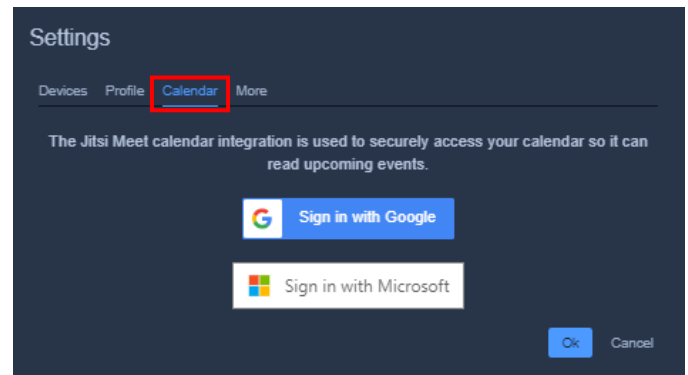 Settings
Devices Profile Calendar More
The Jitsi Meet calendar integration is used to securely access your calendar so it can
read upcoming events.
Sign in with Google
Sign in with Microsoft
Ok Cancel